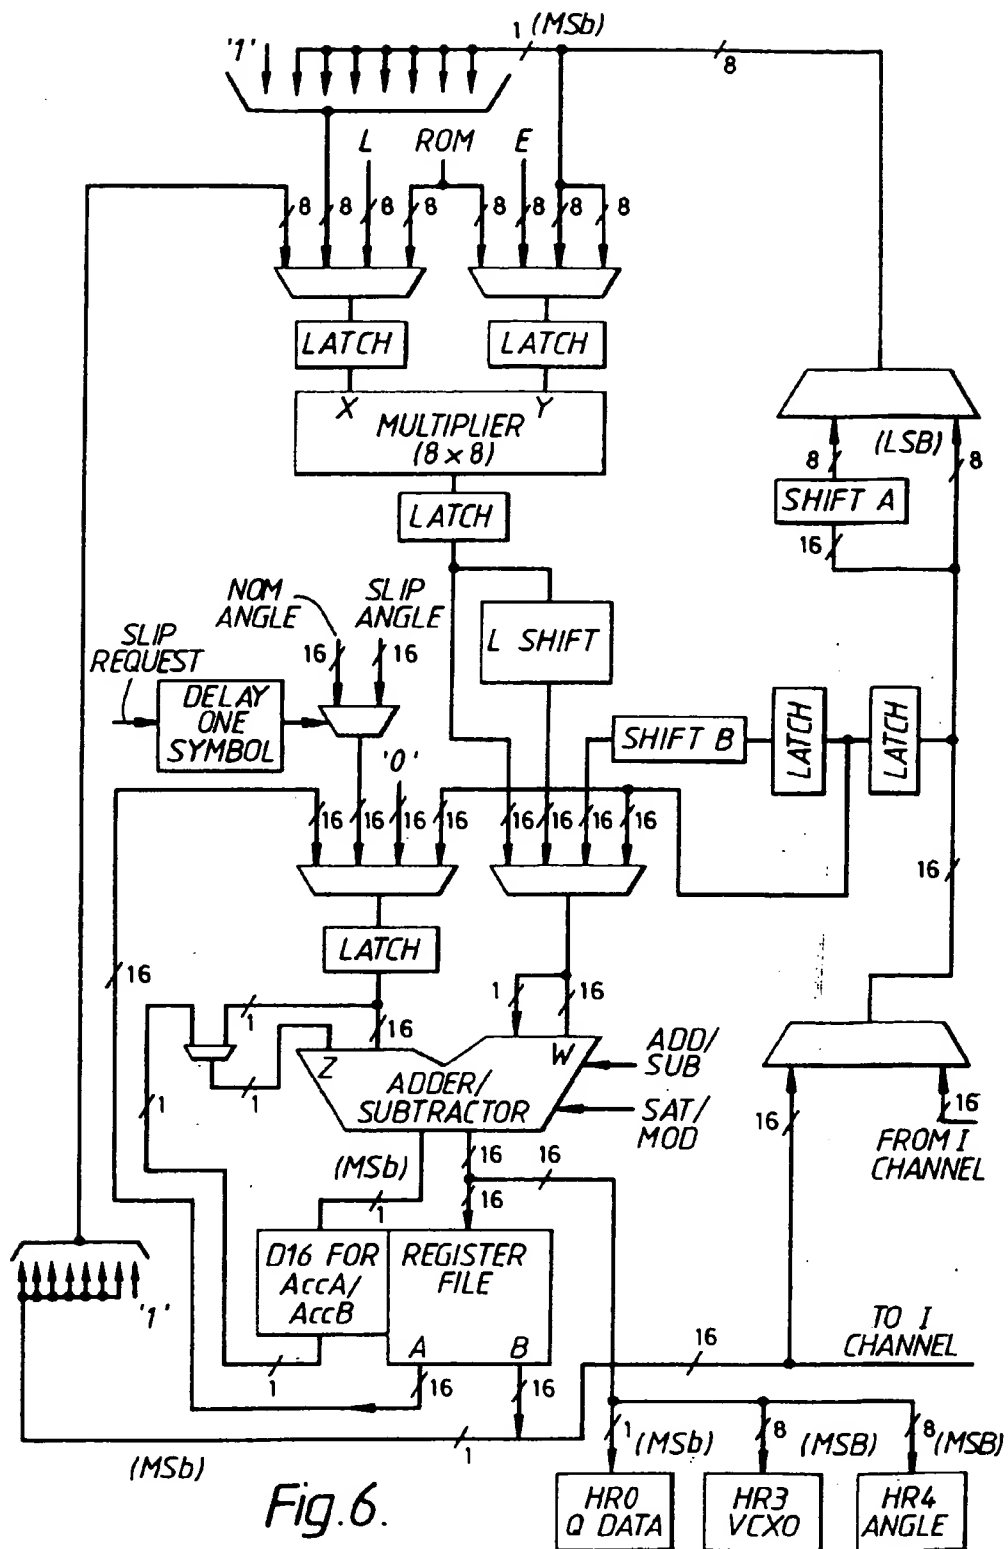 '1'
1 (MSb)
8
L ROM E
8 8 8 8 8 8 8 8
LATCH LATCH
X Y
MULTIPLIER
(8 × 8)
LATCH
(LSB)
8 8
SHIFT A
16
NOM
ANGLE
SLIP
ANGLE
16 16
SLIP
REQUEST
DELAY
ONE
SYMBOL
L SHIFT
SHIFT B
LATCH
LATCH
'0'
16 16 16 16 16 16 16 16
16
LATCH
16
1
16
1
16
Z W
ADDER/
SUBTRACTOR
ADD/
SUB
SAT/
MOD
1
1
16
16
FROM I
CHANNEL
(MSb)
1
16
16
16
D16 FOR
AccA/
AccB
REGISTER
FILE
A B
'1'
1
16
16
16
TO I
CHANNEL
(MSb)
1
1 (MSb)
8 (MSB)
8 (MSB)
HR0
Q DATA
HR3
VCXO
HR4
ANGLE
Fig.6.